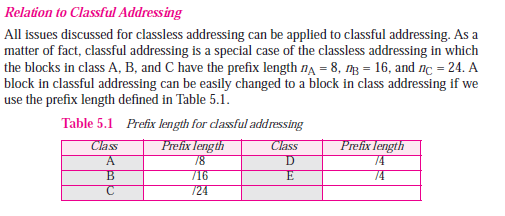 Relation to Classful Addressing
All issues discussed for classless addressing can be applied to classful addressing. As a
matter of fact, classful addressing is a special case of the classless addressing in which
the blocks in class A, B, and C have the prefix length nA = 8, nB = 16, and nC = 24. A
block in classful addressing can be easily changed to a block in class addressing if we
use the prefix length defined in Table 5.1.
Table 5.1 Prefix length for classful addressing
Class Prefix length Class Prefix length
A /8 D /4
B /16 E /4
C /24